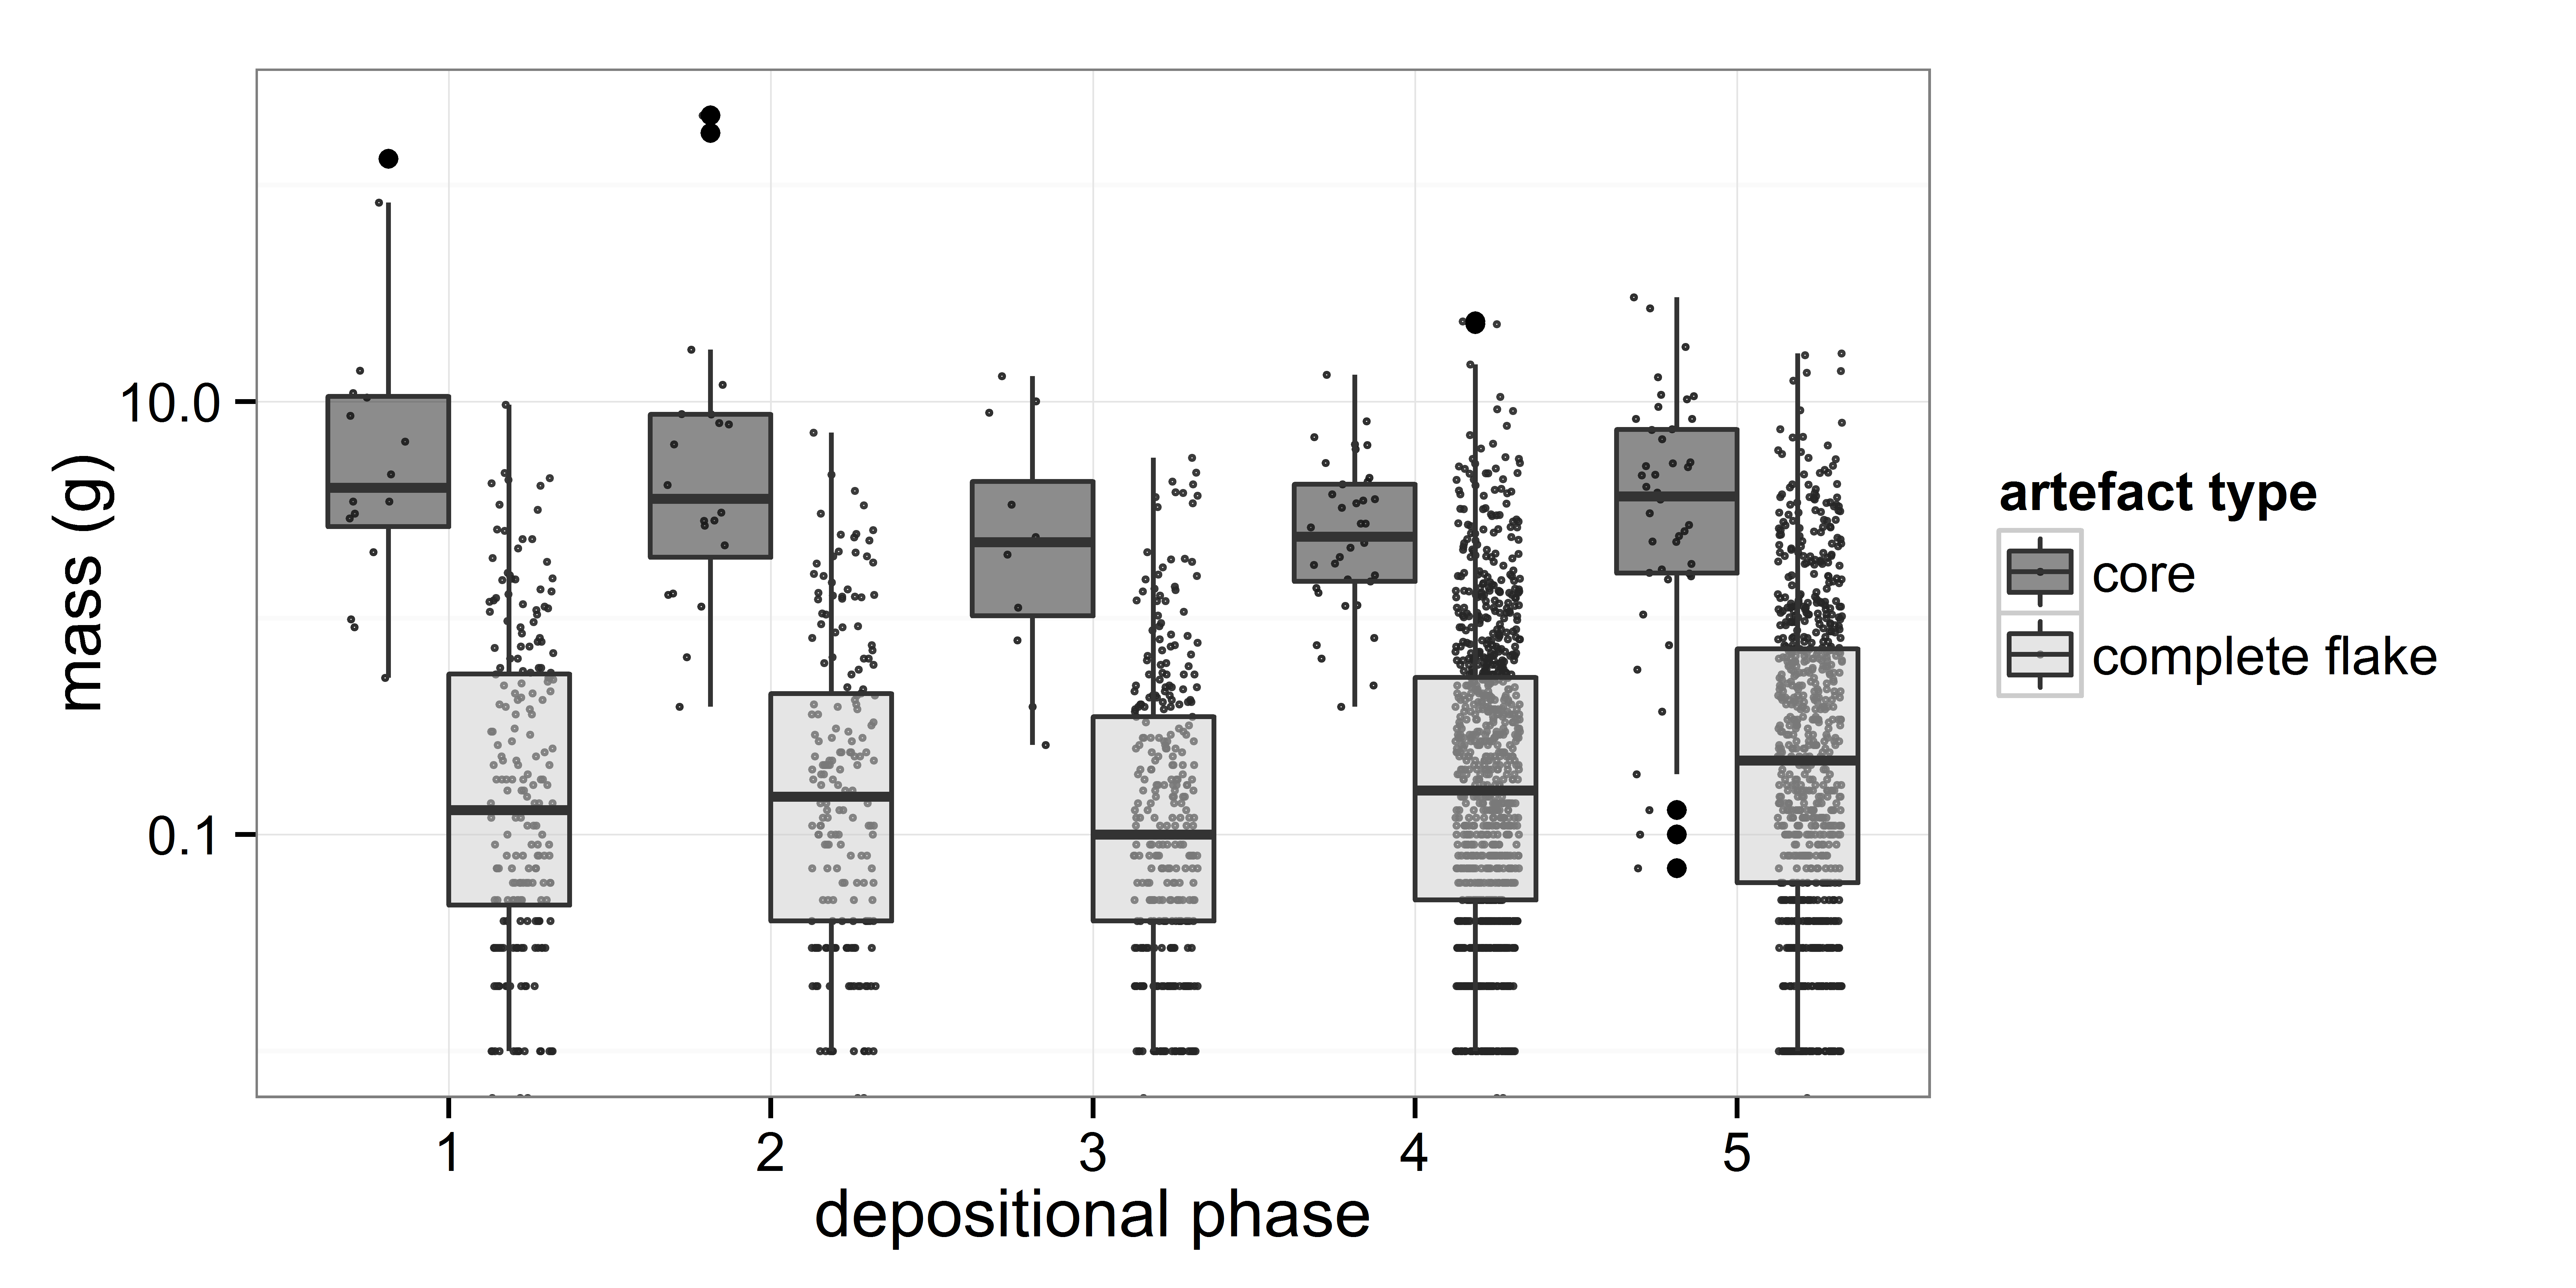 10.0
0.1
mass (g)
1 2 3 4 5
depositional phase
artefact type
core
complete flake